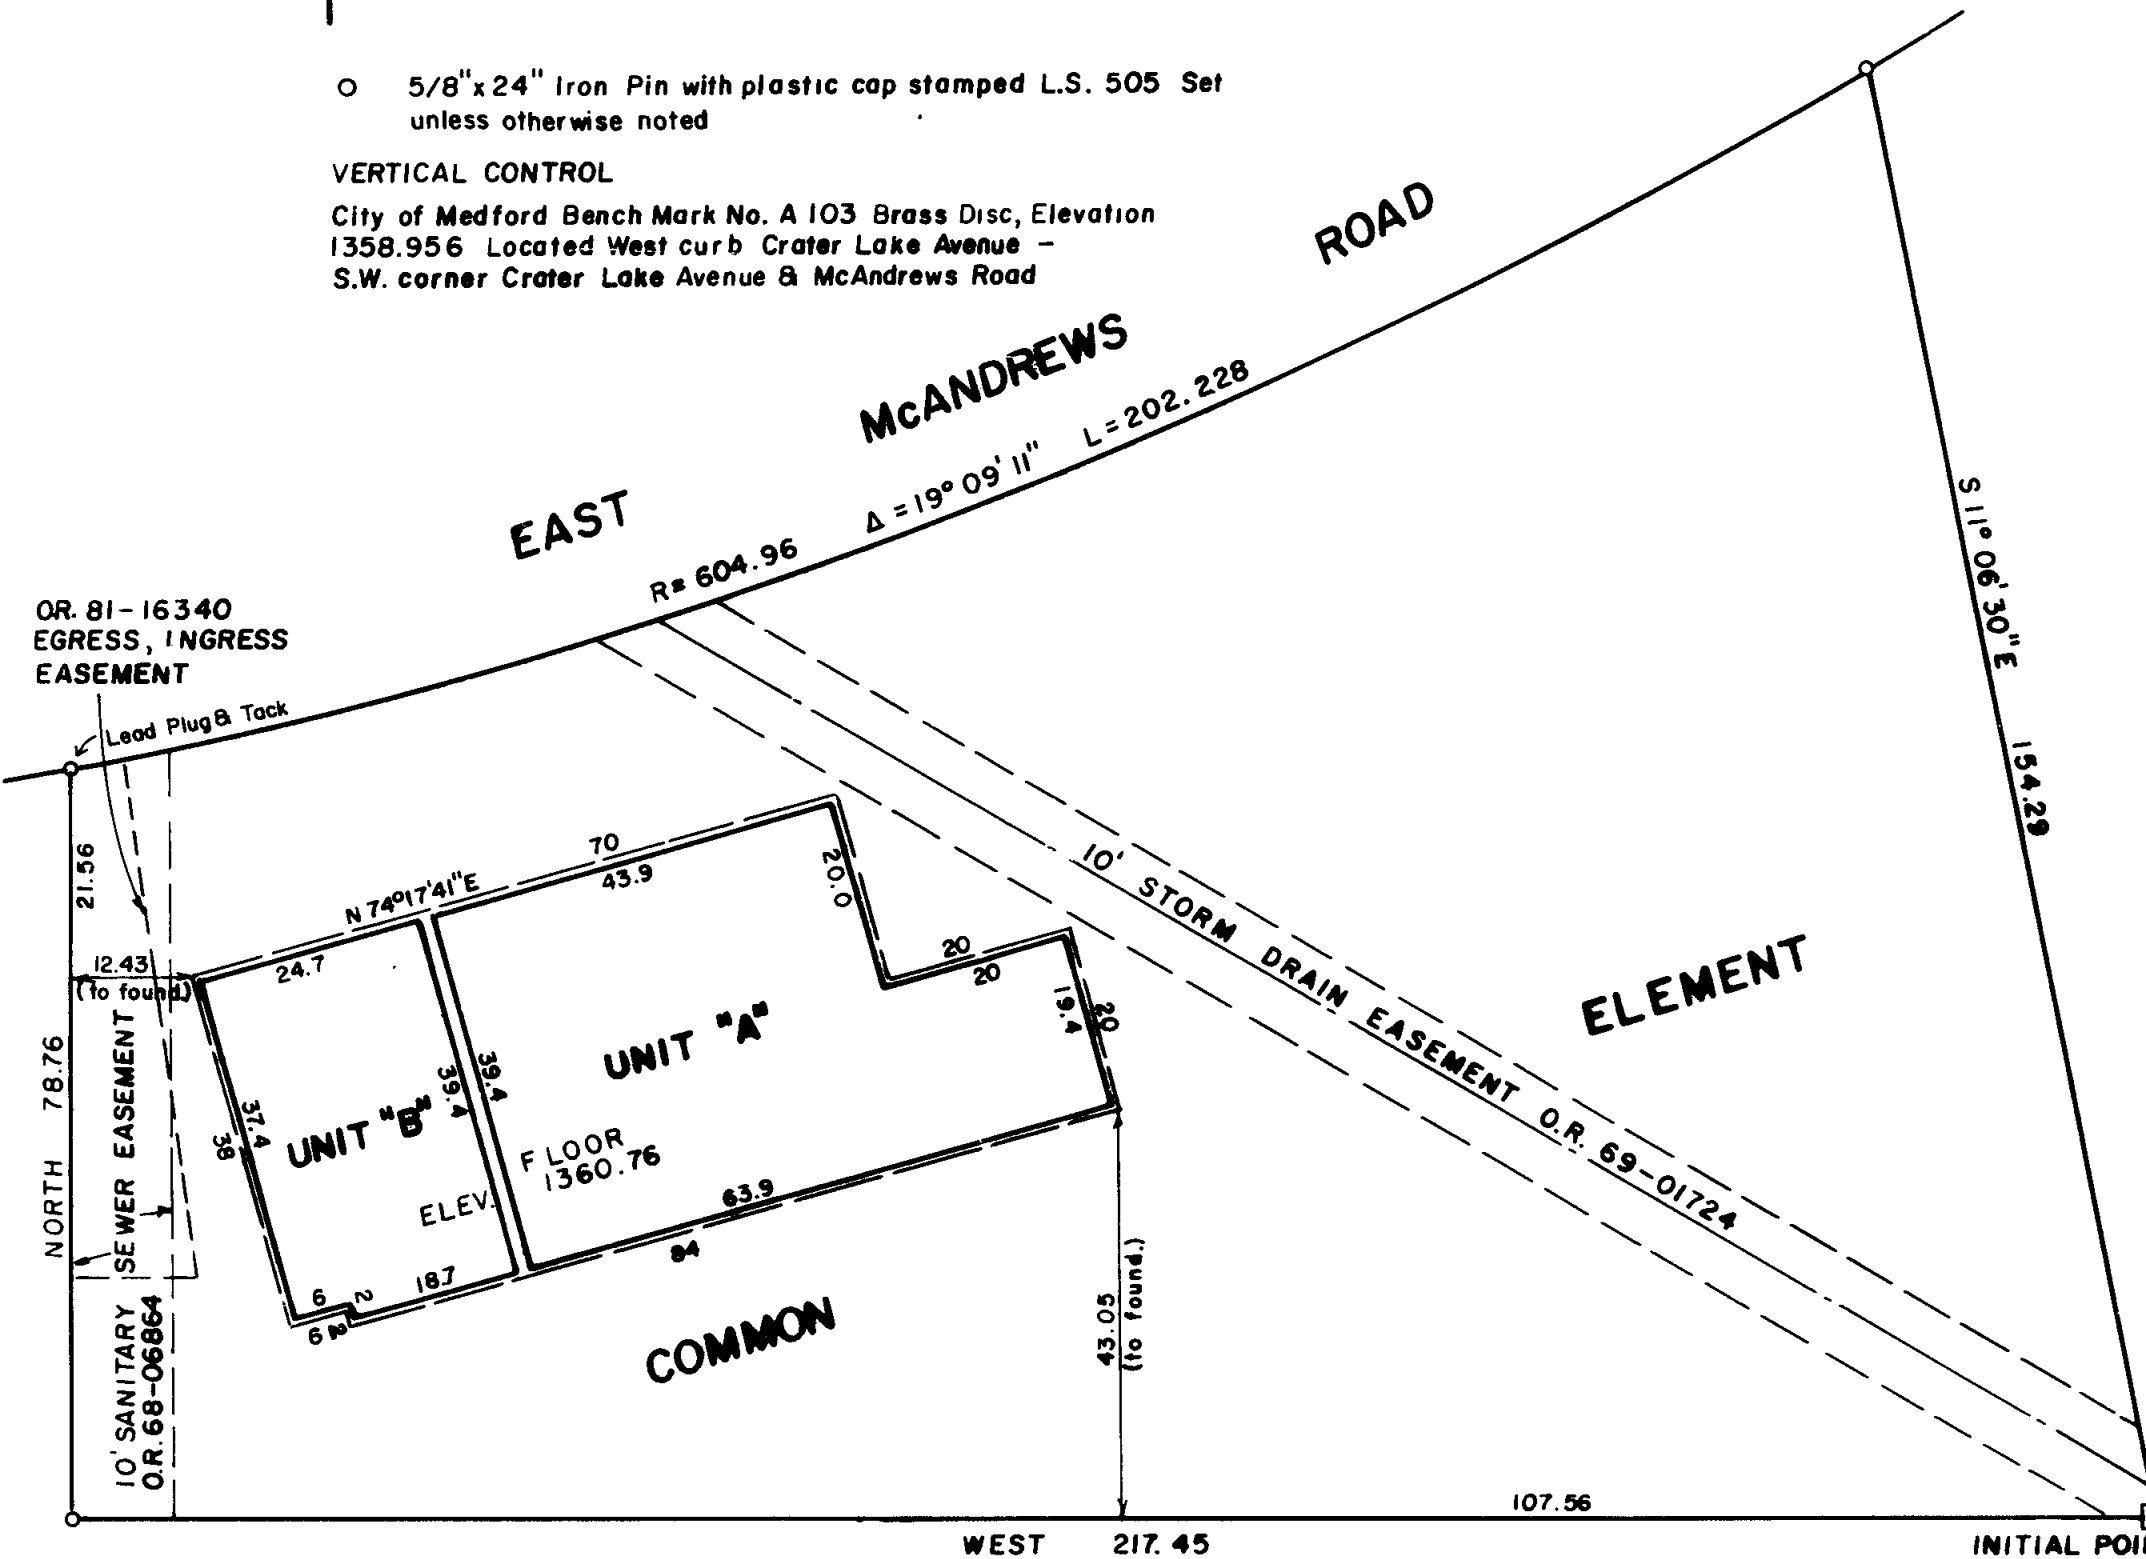 5/8"x 24" Iron Pin with plastic cap stamped L.S. 505 Set
unless otherwise noted
VERTICAL CONTROL
City of Medford Bench Mark No. A 103 Brass Disc, Elevation
1358.956 Located West curb Crater Lake Avenue –
S.W. corner Crater Lake Avenue & McAndrews Road
EAST McANDREWS ROAD
R= 604.96 Δ = 19° 09' 11" L = 202.228
S 11° 06' 30" E 154.29
O.R. 81-16340
EGRESS, INGRESS
EASEMENT
Lead Plug & Tack
21.56
12.43
(to found.)
NORTH 78.76
10' SANITARY SEWER EASEMENT
O.R. 68-06864
N 74°17'41"E
70
24.7
43.9
20.0
20
20
19.4
20
37.4
38
39.4
39.4
UNIT "A"
UNIT "B"
FLOOR
1360.76
ELEV.
63.9
84
6
2
18.7
6
2
10' STORM DRAIN EASEMENT O.R. 69-01724
COMMON
ELEMENT
43.05
(to found.)
107.56
WEST 217.45
INITIAL POI